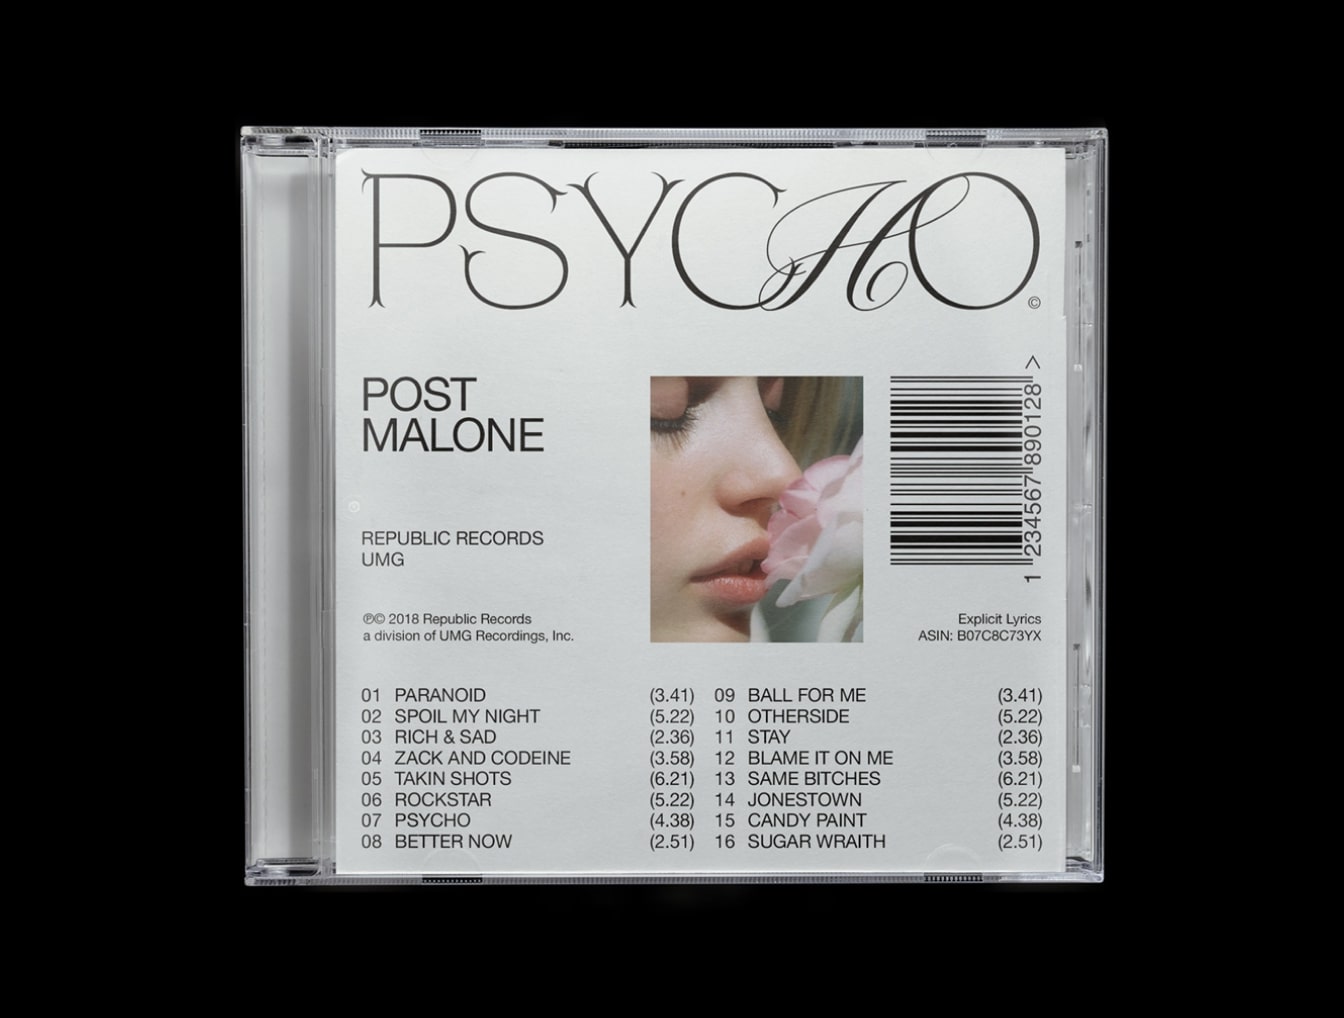 PSYCHO
©
POST
MALONE
REPUBLIC RECORDS
UMG
℗© 2018 Republic Records
a division of UMG Recordings, Inc.
1 234567 890128 >
Explicit Lyrics
ASIN: B07C8C73YX
01 PARANOID (3.41)
02 SPOIL MY NIGHT (5.22)
03 RICH & SAD (2.36)
04 ZACK AND CODEINE (3.58)
05 TAKIN SHOTS (6.21)
06 ROCKSTAR (5.22)
07 PSYCHO (4.38)
08 BETTER NOW (2.51)
09 BALL FOR ME (3.41)
10 OTHERSIDE (5.22)
11 STAY (2.36)
12 BLAME IT ON ME (3.58)
13 SAME BITCHES (6.21)
14 JONESTOWN (5.22)
15 CANDY PAINT (4.38)
16 SUGAR WRAITH (2.51)